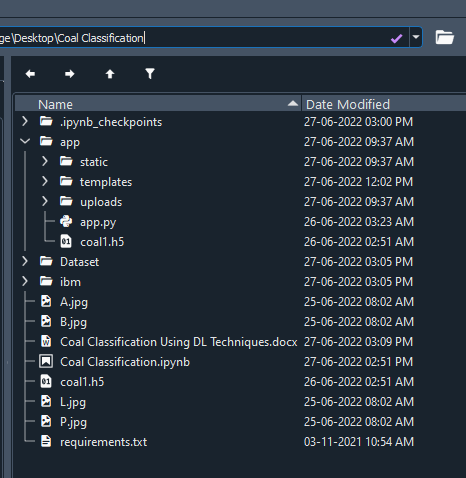 ge\Desktop\Coal Classification
Name Date Modified
.ipynb_checkpoints 27-06-2022 03:00 PM
app 27-06-2022 09:37 AM
static 27-06-2022 09:37 AM
templates 27-06-2022 12:02 PM
uploads 27-06-2022 09:37 AM
app.py 26-06-2022 03:23 AM
01 coal1.h5 26-06-2022 02:51 AM
Dataset 27-06-2022 03:05 PM
ibm 27-06-2022 03:05 PM
A.jpg 25-06-2022 08:02 AM
B.jpg 25-06-2022 08:02 AM
W Coal Classification Using DL Techniques.docx 27-06-2022 03:09 PM
Coal Classification.ipynb 27-06-2022 02:51 PM
01 coal1.h5 26-06-2022 02:51 AM
L.jpg 25-06-2022 08:02 AM
P.jpg 25-06-2022 08:02 AM
requirements.txt 03-11-2021 10:54 AM